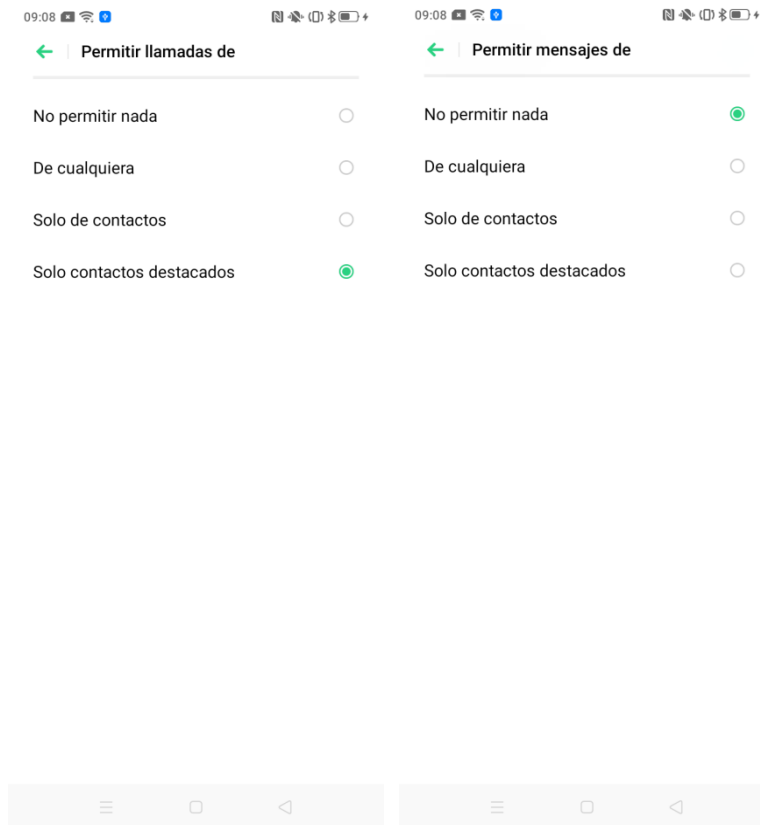 09:08
Permitir llamadas de
No permitir nada
De cualquiera
Solo de contactos
Solo contactos destacados
09:08
Permitir mensajes de
No permitir nada
De cualquiera
Solo de contactos
Solo contactos destacados